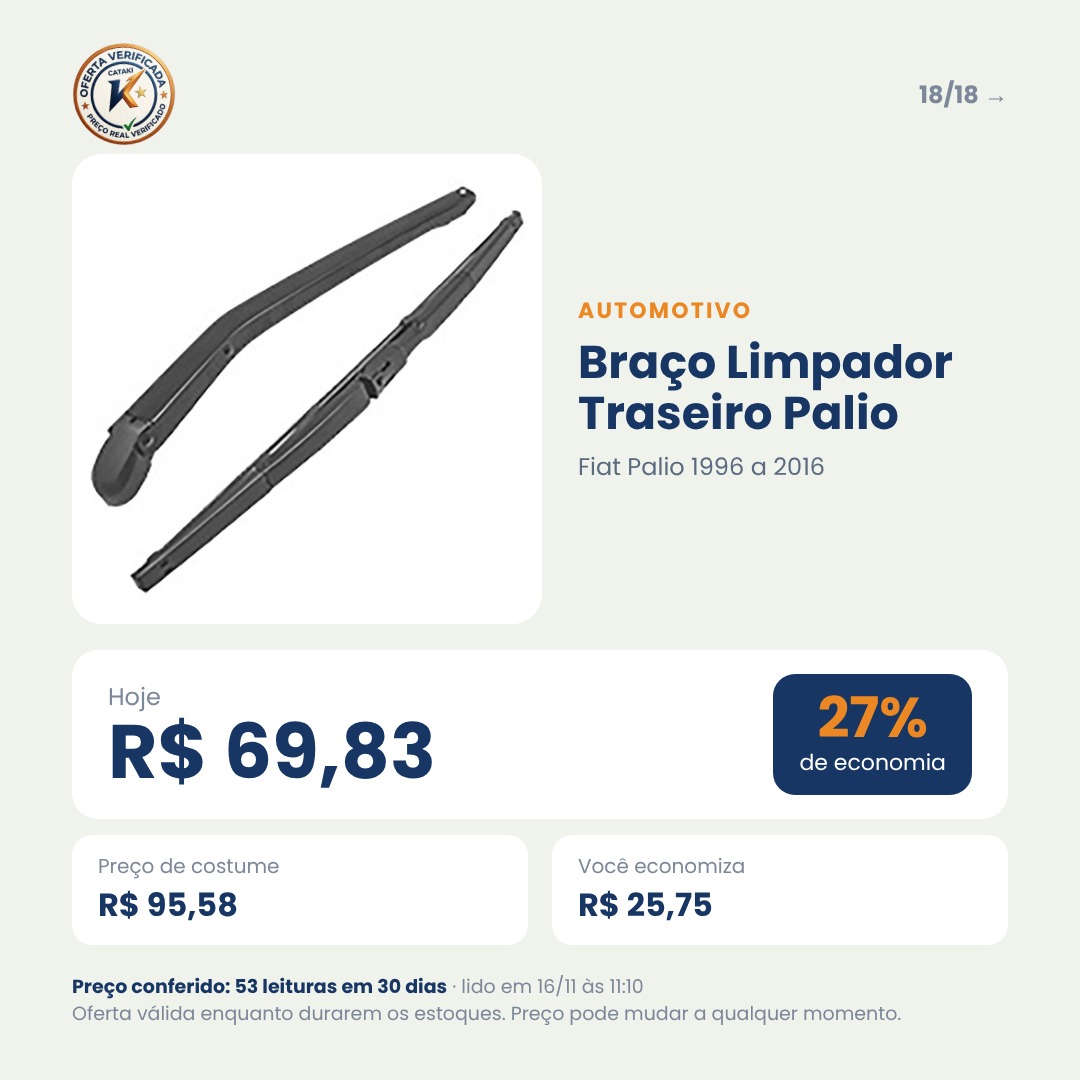 OFERTA VERIFICADA
CATAKI
K
PREÇO REAL VERIFICADO
18/18 →
AUTOMOTIVO
Braço Limpador
Traseiro Palio
Fiat Palio 1996 a 2016
Hoje
R$ 69,83
27%
de economia
Preço de costume
R$ 95,58
Você economiza
R$ 25,75
Preço conferido: 53 leituras em 30 dias · lido em 16/11 às 11:10
Oferta válida enquanto durarem os estoques. Preço pode mudar a qualquer momento.